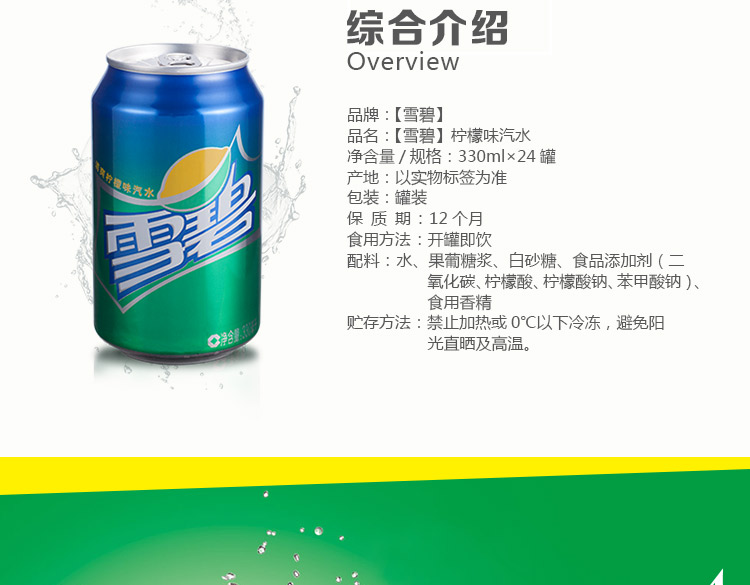 综合介绍
Overview
品牌：【雪碧】
品名：【雪碧】柠檬味汽水
净含量 / 规格：330ml×24 罐
产地：以实物标签为准
包装：罐装
保 质 期：12 个月
食用方法：开罐即饮
配料：水、果葡糖浆、白砂糖、食品添加剂（二
氧化碳、柠檬酸、柠檬酸钠、苯甲酸钠）、
食用香精
贮存方法：禁止加热或 0℃以下冷冻，避免阳
光直晒及高温。
柠檬味汽水
雪碧
净含量